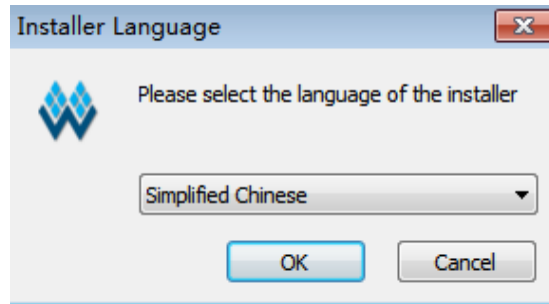 Installer Language
Please select the language of the installer
Simplified Chinese
OK
Cancel